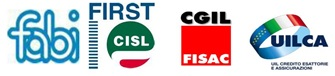 fabi
FIRST
CISL
CGIL
FISAC
UILCA
UIL CREDITO ESATTORIE
E ASSICURAZIONI